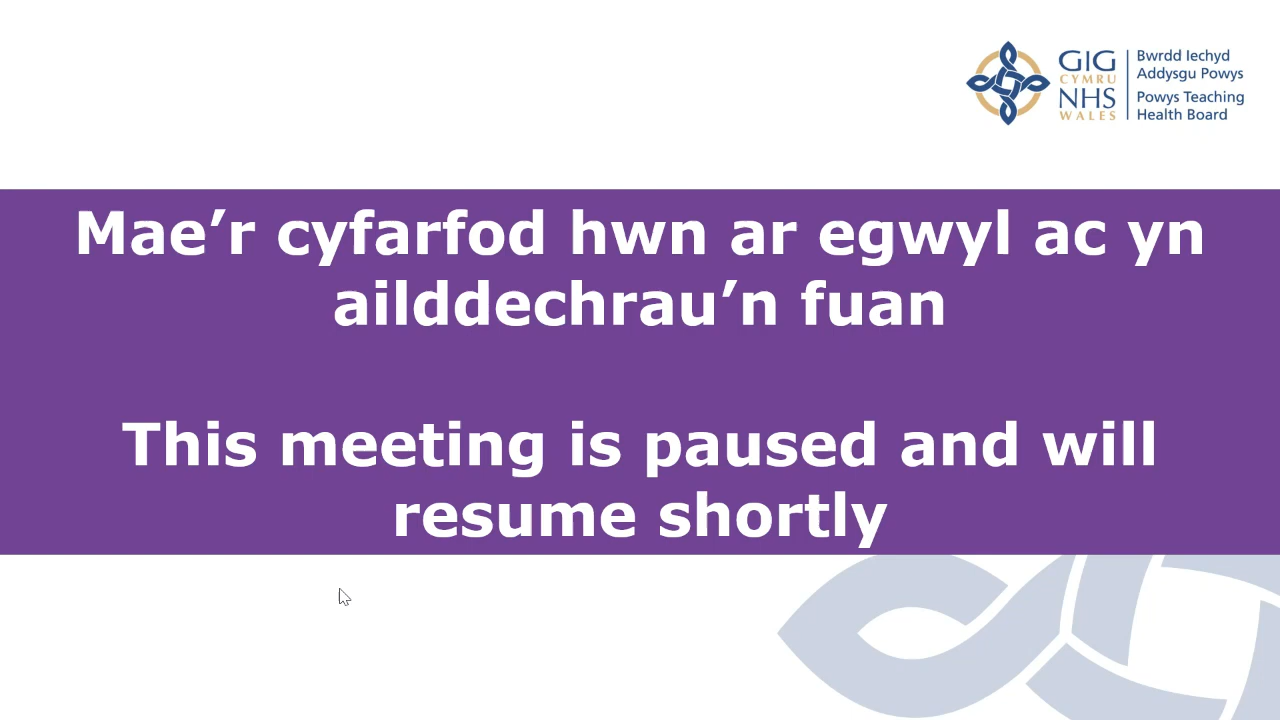 GIG
CYMRU
NHS
WALES
Bwrdd Iechyd
Addysgu Powys
Powys Teaching
Health Board
Mae’r cyfarfod hwn ar egwyl ac yn
ailddechrau’n fuan
This meeting is paused and will
resume shortly